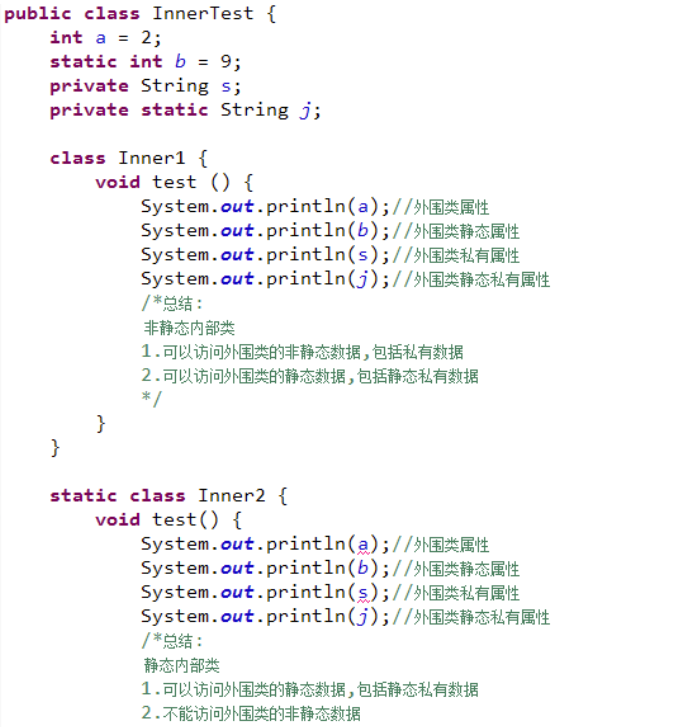 public class InnerTest {
int a = 2;
static int b = 9;
private String s;
private static String j;
class Inner1 {
void test () {
System.out.println(a);//外围类属性
System.out.println(b);//外围类静态属性
System.out.println(s);//外围类私有属性
System.out.println(j);//外围类静态私有属性
/*总结:
非静态内部类
1.可以访问外围类的非静态数据,包括私有数据
2.可以访问外围类的静态数据,包括静态私有数据
*/
}
}
static class Inner2 {
void test() {
System.out.println(a);//外围类属性
System.out.println(b);//外围类静态属性
System.out.println(s);//外围类私有属性
System.out.println(j);//外围类静态私有属性
/*总结:
静态内部类
1.可以访问外围类的静态数据,包括静态私有数据
2.不能访问外围类的非静态数据